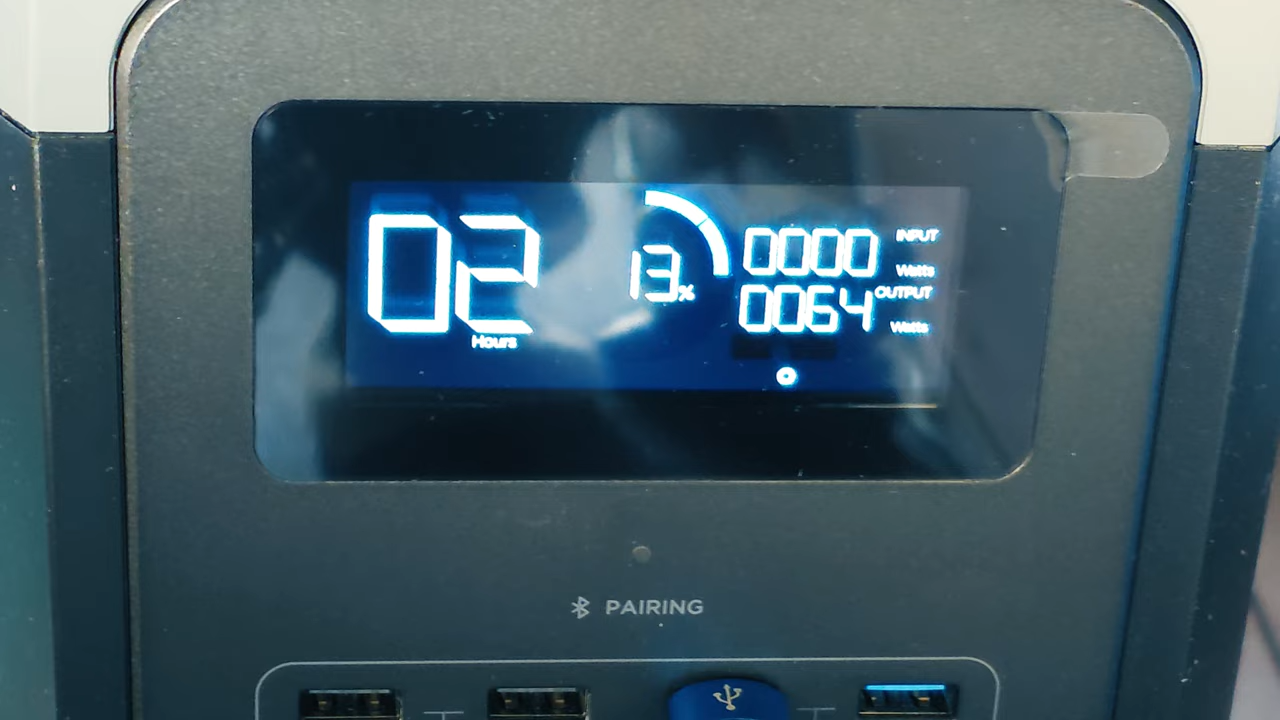 02
Hours
13%
0000 INPUT
Watts
0064 OUTPUT
Watts
PAIRING